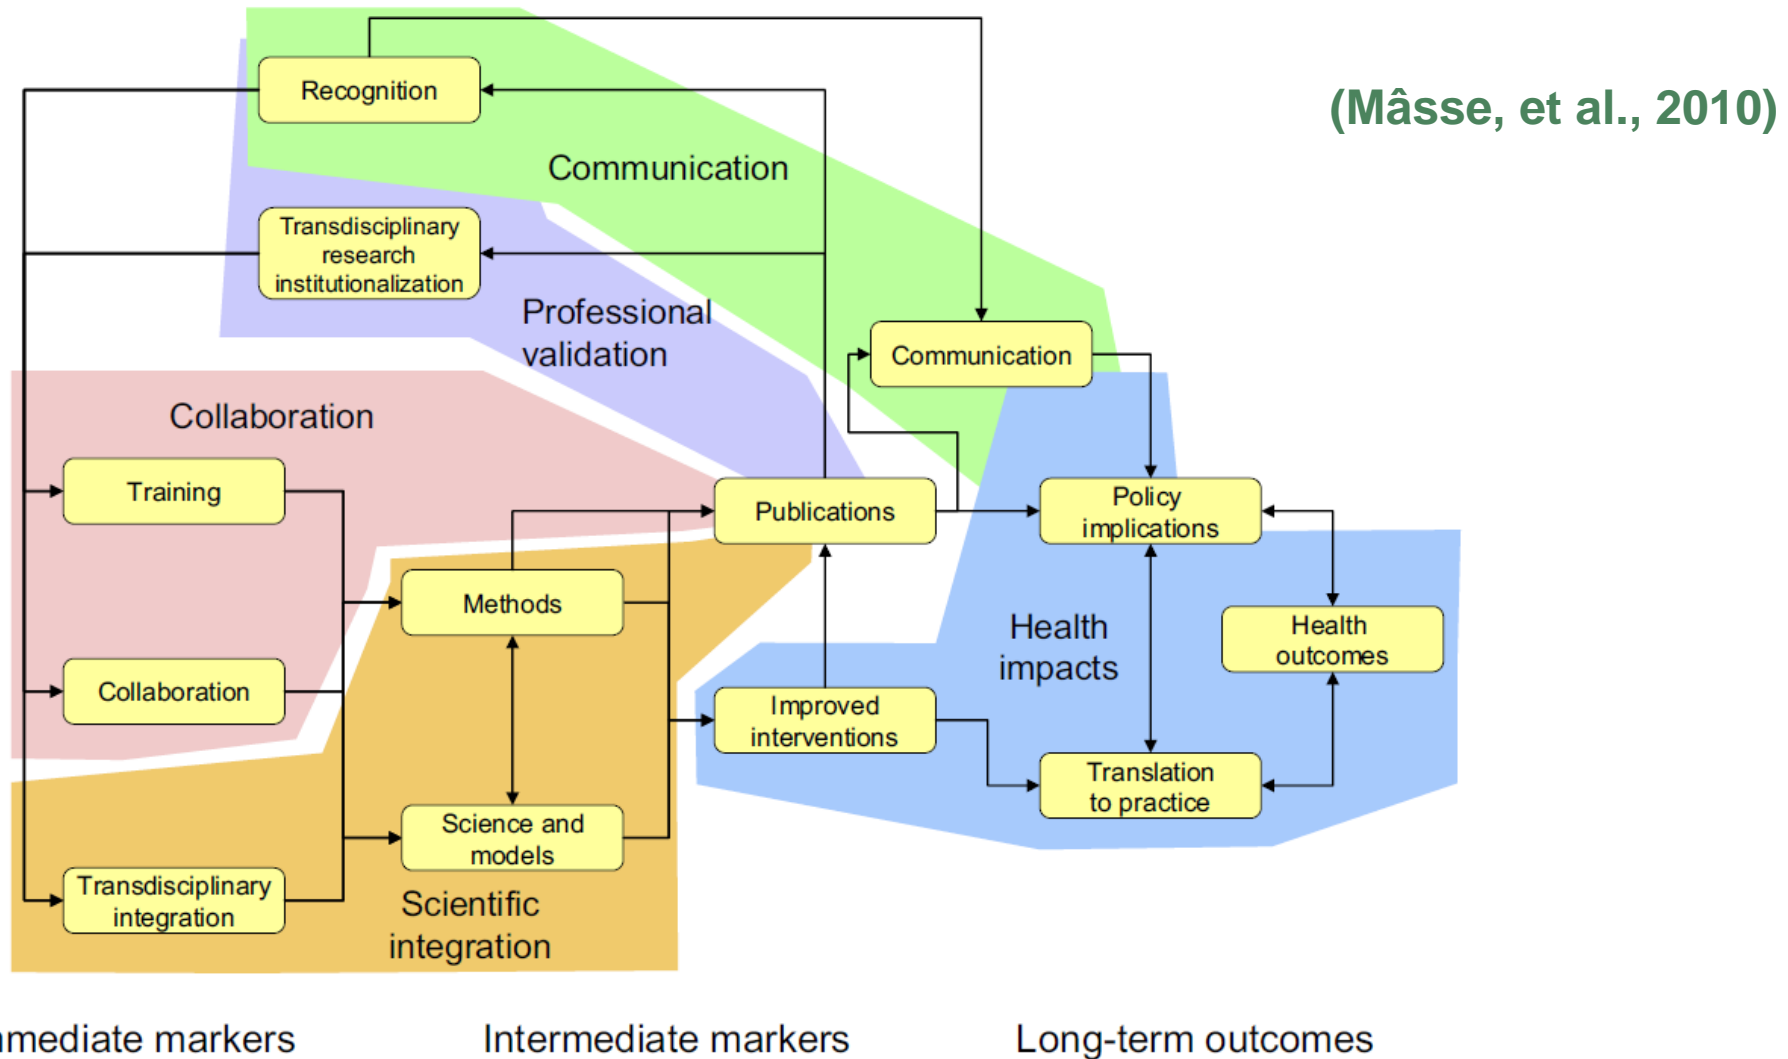 Recognition
(Mâsse, et al., 2010)
Communication
Transdisciplinary
research
institutionalization
Professional
validation
Communication
Collaboration
Training
Publications
Policy
implications
Methods
Health
impacts
Health
outcomes
Collaboration
Improved
interventions
Translation
to practice
Science and
models
Transdisciplinary
integration
Scientific
integration
mmediate markers
Intermediate markers
Long-term outcomes